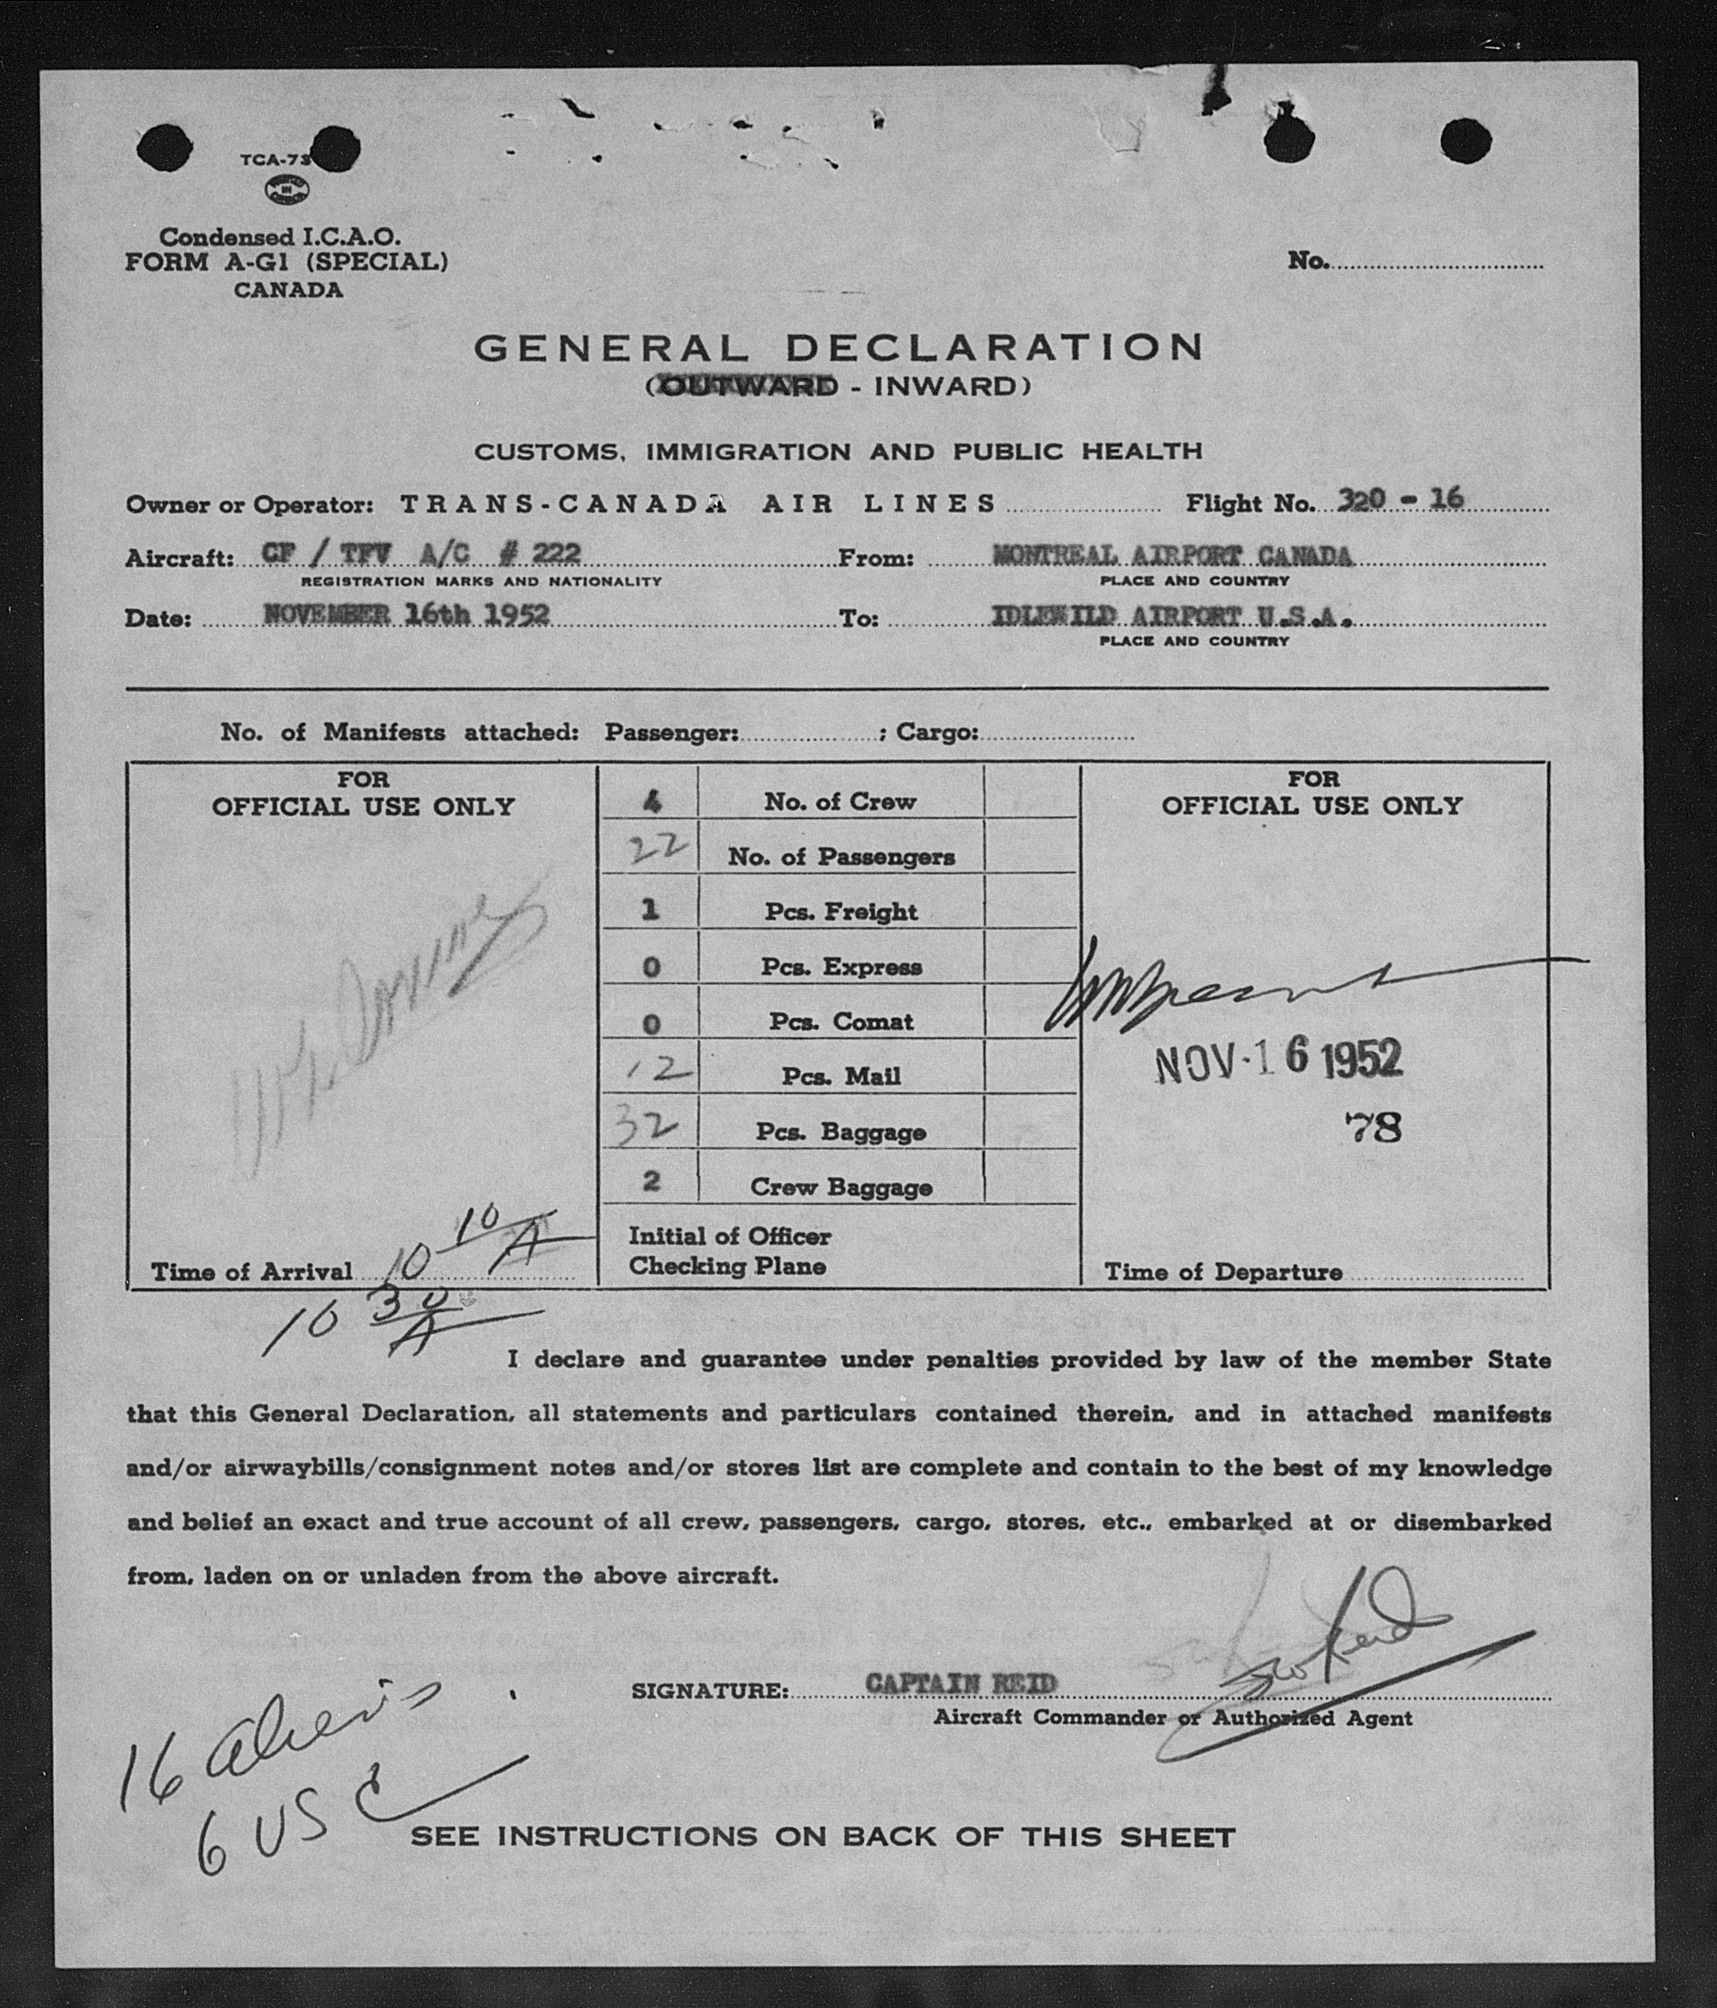 TCA-73
Condensed I.C.A.O.
FORM A-G1 (SPECIAL)
CANADA
No.
GENERAL DECLARATION
(OUTWARD - INWARD)
CUSTOMS, IMMIGRATION AND PUBLIC HEALTH
Owner or Operator: TRANS-CANADA AIR LINES Flight No. 320 - 16
Aircraft: CF / TFV A/C # 222 From: MONTREAL AIRPORT CANADA
REGISTRATION MARKS AND NATIONALITY PLACE AND COUNTRY
Date: NOVEMBER 16th 1952 To: IDLEWILD AIRPORT U.S.A.
PLACE AND COUNTRY
No. of Manifests attached: Passenger: ; Cargo:
FOR
OFFICIAL USE ONLY
4 No. of Crew
22 No. of Passengers
1 Pcs. Freight
0 Pcs. Express
0 Pcs. Comat
12 Pcs. Mail
32 Pcs. Baggage
2 Crew Baggage
Initial of Officer
Checking Plane
FOR
OFFICIAL USE ONLY
NOV·16 1952
78
Time of Arrival 10 10/A
10 30/A
Time of Departure
I declare and guarantee under penalties provided by law of the member State
that this General Declaration, all statements and particulars contained therein, and in attached manifests
and/or airwaybills/consignment notes and/or stores list are complete and contain to the best of my knowledge
and belief an exact and true account of all crew, passengers, cargo, stores, etc., embarked at or disembarked
from, laden on or unladen from the above aircraft.
SIGNATURE: CAPTAIN REID
Aircraft Commander or Authorized Agent
16 aliens
6 USC
SEE INSTRUCTIONS ON BACK OF THIS SHEET